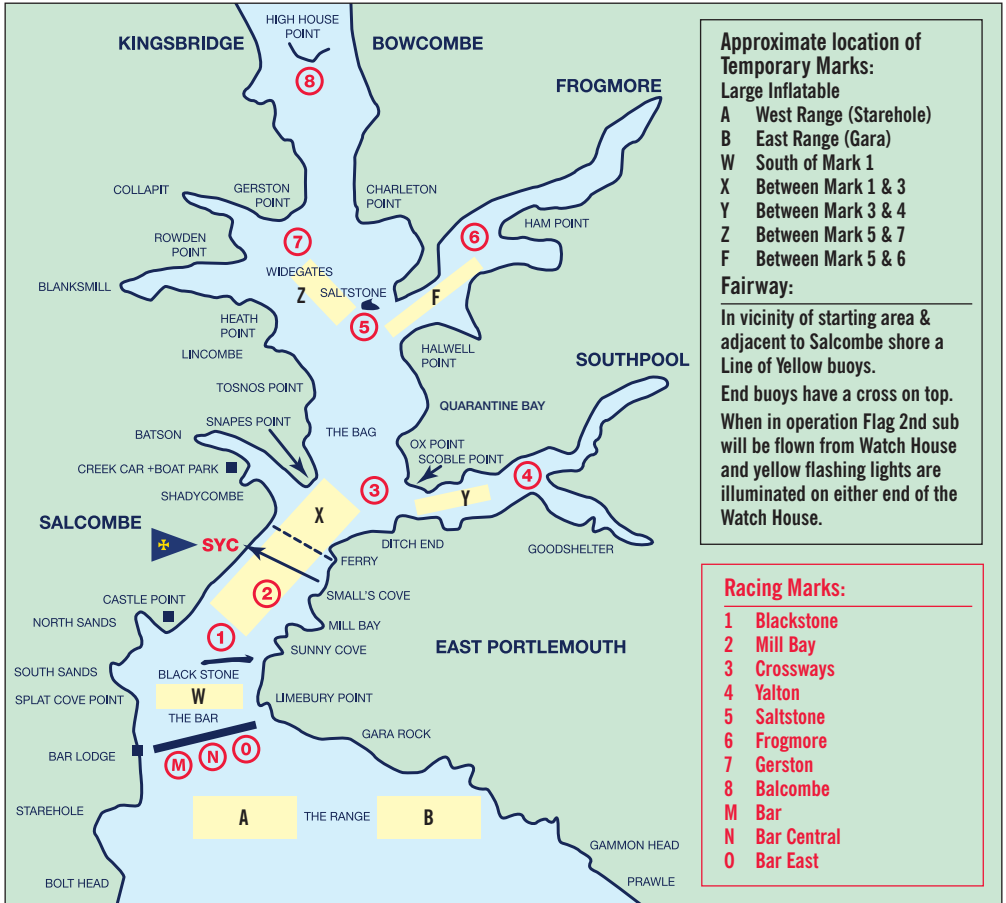 HIGH HOUSE
POINT
KINGSBRIDGE
BOWCOMBE
8
FROGMORE
COLLAPIT
GERSTON
POINT
CHARLETON
POINT
HAM POINT
7
6
ROWDEN
POINT
WIDEGATES
Z
SALTSTONE
F
BLANKSMILL
5
HEATH
POINT
HALWELL
POINT
LINCOMBE
SOUTHPOOL
TOSNOS POINT
QUARANTINE BAY
SNAPES POINT
THE BAG
BATSON
OX POINT
SCOBLE POINT
CREEK CAR +BOAT PARK
4
3
SHADYCOMBE
Y
X
SALCOMBE
DITCH END
GOODSHELTER
SYC
FERRY
2
SMALL'S COVE
CASTLE POINT
NORTH SANDS
MILL BAY
1
SUNNY COVE
EAST PORTLEMOUTH
SOUTH SANDS
BLACK STONE
SPLAT COVE POINT
W
LIMEBURY POINT
THE BAR
GARA ROCK
BAR LODGE
M
N
O
STAREHOLE
A
THE RANGE
B
GAMMON HEAD
BOLT HEAD
PRAWLE
Approximate location of
Temporary Marks:
Large Inflatable
A West Range (Starehole)
B East Range (Gara)
W South of Mark 1
X Between Mark 1 & 3
Y Between Mark 3 & 4
Z Between Mark 5 & 7
F Between Mark 5 & 6
Fairway:
In vicinity of starting area &
adjacent to Salcombe shore a
Line of Yellow buoys.
End buoys have a cross on top.
When in operation Flag 2nd sub
will be flown from Watch House
and yellow flashing lights are
illuminated on either end of the
Watch House.
Racing Marks:
1 Blackstone
2 Mill Bay
3 Crossways
4 Yalton
5 Saltstone
6 Frogmore
7 Gerston
8 Balcombe
M Bar
N Bar Central
O Bar East